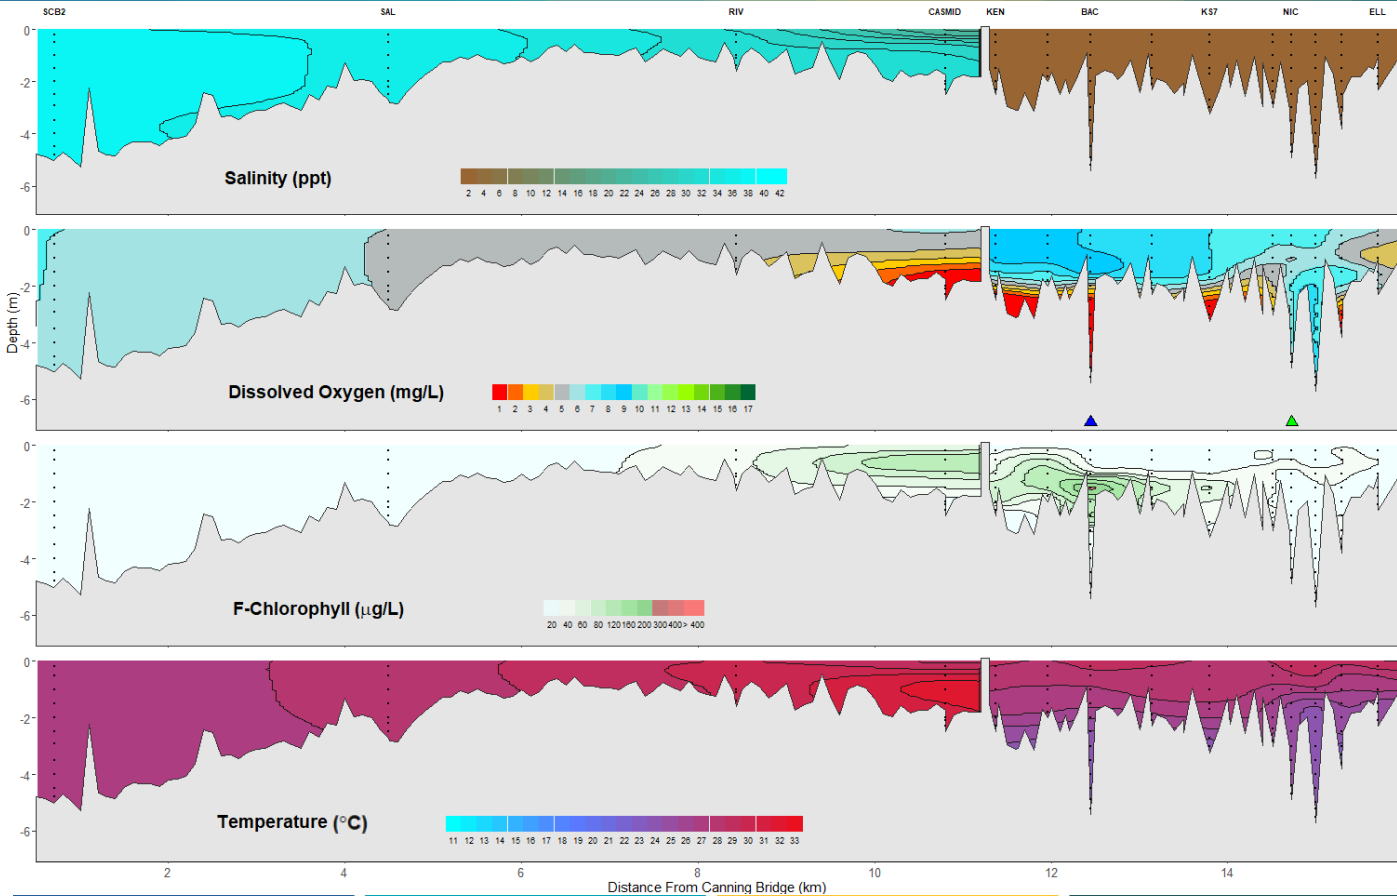 SCB2 SAL RIV CASMID KEN BAC KS7 NIC ELL
0
-2
-4
-6
Salinity (ppt)
2 4 6 8 10 12 14 16 18 20 22 24 26 28 30 32 34 36 38 40 42
0
-2
-4
-6
Depth (m)
Dissolved Oxygen (mg/L)
1 2 3 4 5 6 7 8 9 10 11 12 13 14 15 16 17
0
-2
-4
-6
F-Chlorophyll (μg/L)
20 40 60 80 120 160 200 300 400 > 400
0
-2
-4
-6
Temperature (°C)
11 12 13 14 15 16 17 18 19 20 21 22 23 24 25 26 27 28 29 30 31 32 33
2 4 6 8 10 12 14
Distance From Canning Bridge (km)